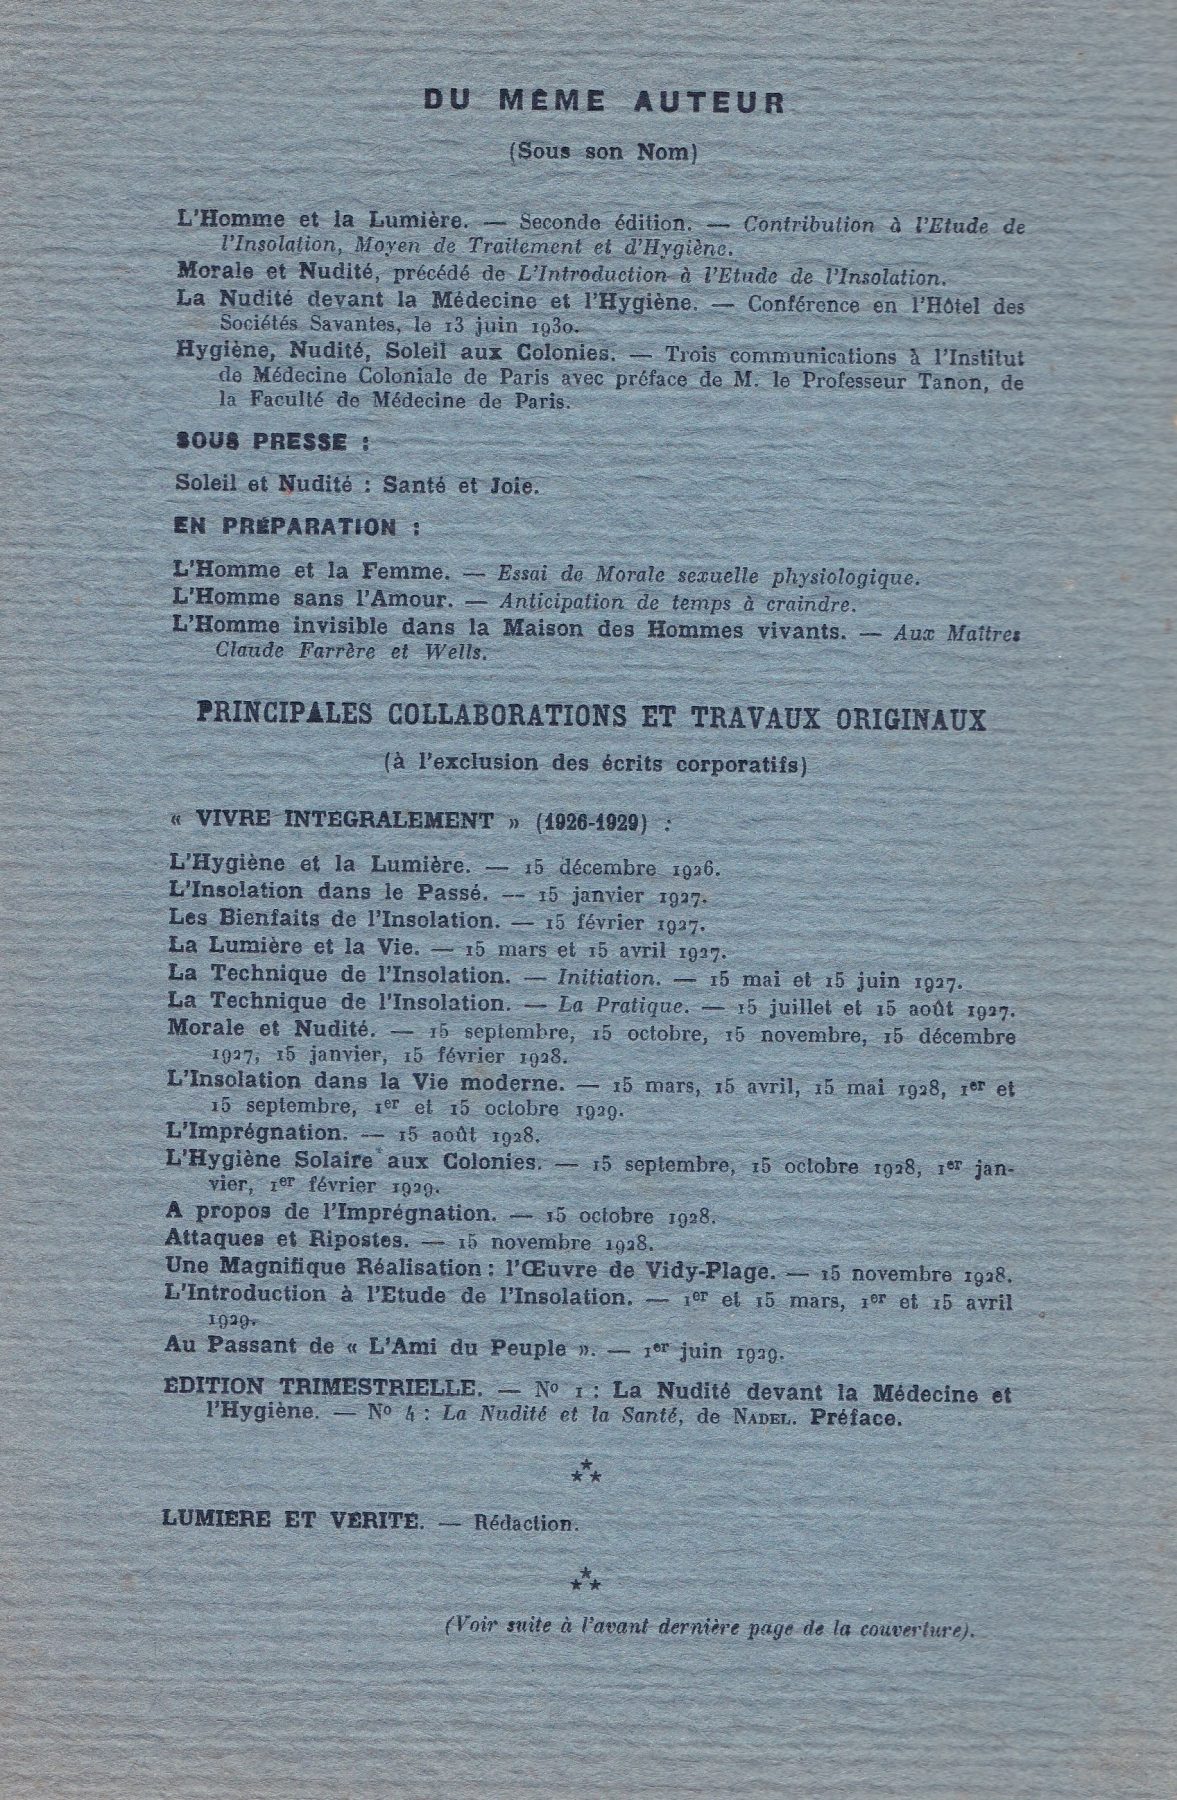 DU MÊME AUTEUR
(Sous son Nom)
L'Homme et la Lumière. — Seconde édition. — Contribution à l'Etude de
l'Insolation, Moyen de Traitement et d'Hygiène.
Morale et Nudité, précédé de L'Introduction à l'Etude de l'Insolation.
La Nudité devant la Médecine et l'Hygiène. — Conférence en l'Hôtel des
Sociétés Savantes, le 13 juin 1930.
Hygiène, Nudité, Soleil aux Colonies. — Trois communications à l'Institut
de Médecine Coloniale de Paris avec préface de M. le Professeur Tanon, de
la Faculté de Médecine de Paris.
SOUS PRESSE :
Soleil et Nudité : Santé et Joie.
EN PRÉPARATION :
L'Homme et la Femme. — Essai de Morale sexuelle physiologique.
L'Homme sans l'Amour. — Anticipation de temps à craindre.
L'Homme invisible dans la Maison des Hommes vivants. — Aux Maîtres
Claude Farrère et Wells.
PRINCIPALES COLLABORATIONS ET TRAVAUX ORIGINAUX
(à l'exclusion des écrits corporatifs)
« VIVRE INTÉGRALEMENT » (1926-1929) :
L'Hygiène et la Lumière. — 15 décembre 1926.
L'Insolation dans le Passé. — 15 janvier 1927.
Les Bienfaits de l'Insolation. — 15 février 1927.
La Lumière et la Vie. — 15 mars et 15 avril 1927.
La Technique de l'Insolation. — Initiation. — 15 mai et 15 juin 1927.
La Technique de l'Insolation. — La Pratique. — 15 juillet et 15 août 1927.
Morale et Nudité. — 15 septembre, 15 octobre, 15 novembre, 15 décembre
1927, 15 janvier, 15 février 1928.
L'Insolation dans la Vie moderne. — 15 mars, 15 avril, 15 mai 1928, 1er et
15 septembre, 1er et 15 octobre 1929.
L'Imprégnation. — 15 août 1928.
L'Hygiène Solaire aux Colonies. — 15 septembre, 15 octobre 1928, 1er jan-
vier, 1er février 1929.
A propos de l'Imprégnation. — 15 octobre 1928.
Attaques et Ripostes. — 15 novembre 1928.
Une Magnifique Réalisation : l'Œuvre de Vidy-Plage. — 15 novembre 1928.
L'Introduction à l'Etude de l'Insolation. — 1er et 15 mars, 1er et 15 avril
1929.
Au Passant de « L'Ami du Peuple ». — 1er juin 1929.
ÉDITION TRIMESTRIELLE. — No 1 : La Nudité devant la Médecine et
l'Hygiène. — No 4 : La Nudité et la Santé, de NADEL. Préface.
LUMIÈRE ET VÉRITÉ. — Rédaction.
(Voir suite à l'avant dernière page de la couverture).